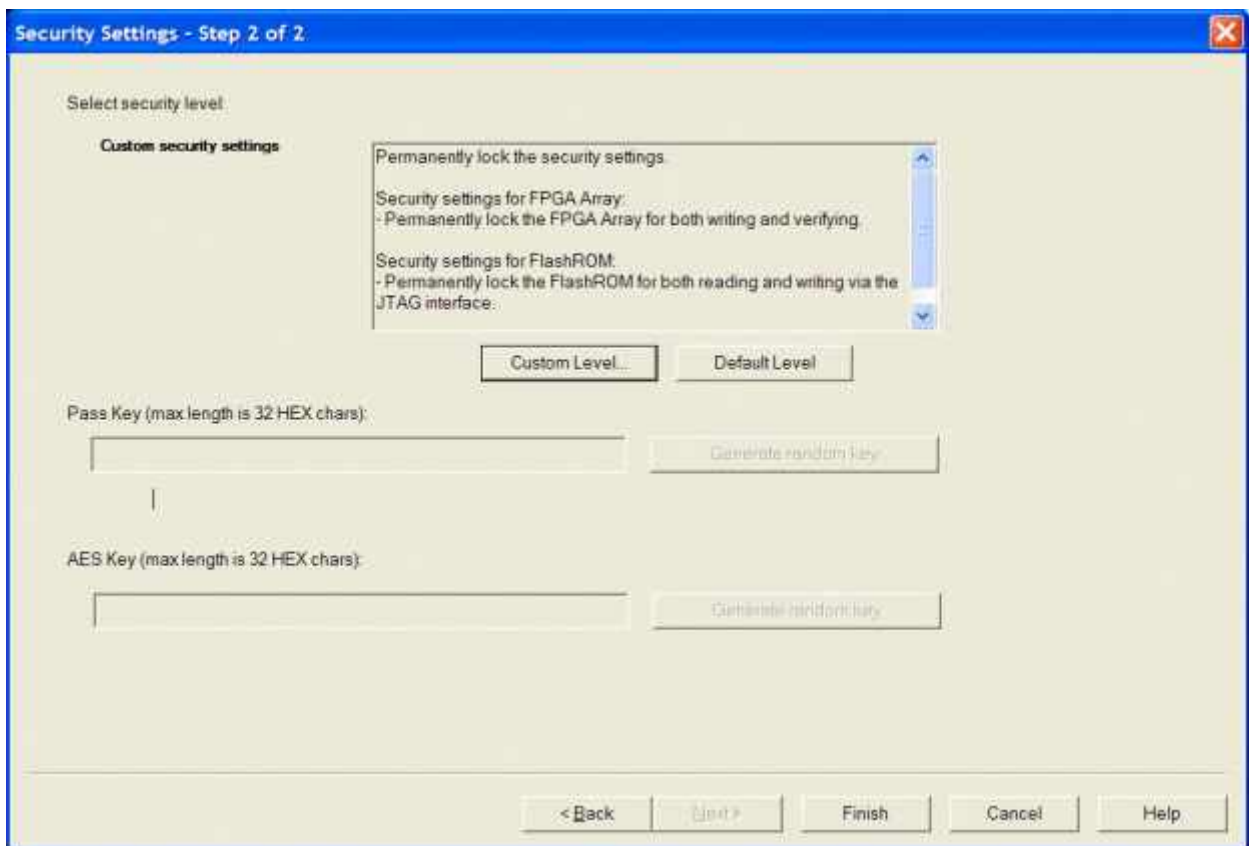 Security Settings - Step 2 of 2
Select security level
Custom security settings
Permanently lock the security settings.
Security settings for FPGA Array:
- Permanently lock the FPGA Array for both writing and verifying.
Security settings for FlashROM:
- Permanently lock the FlashROM for both reading and writing via the
JTAG interface.
Custom Level...
Default Level
Pass Key (max length is 32 HEX chars):
Generate random key
AES Key (max length is 32 HEX chars):
Generate random key
< Back
Next >
Finish
Cancel
Help